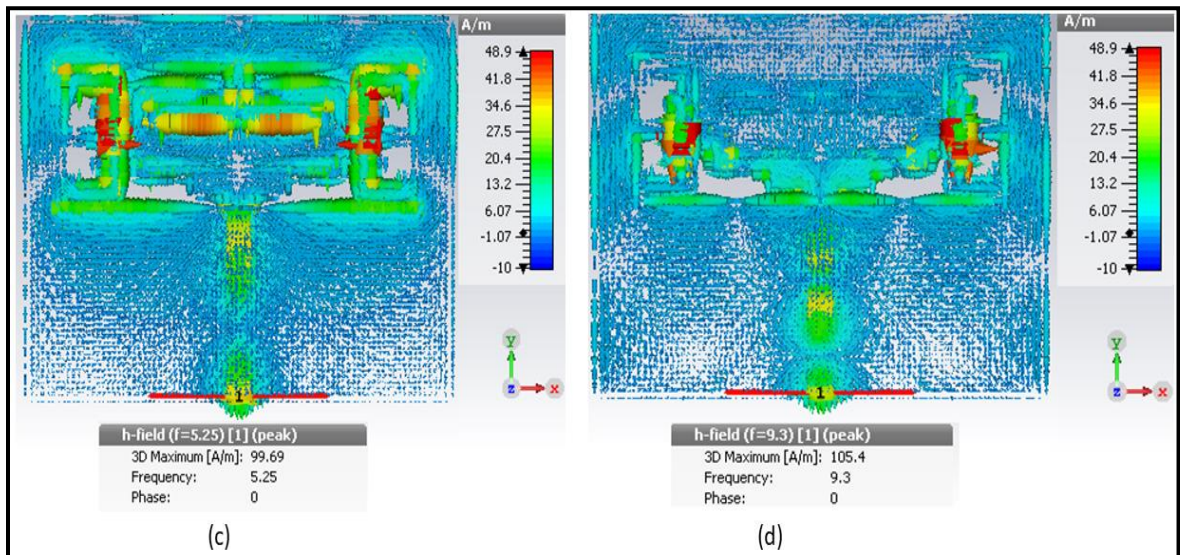 A/m
48.9
41.8
34.6
27.5
20.4
13.2
6.07
-1.07
-10
y
z
x
1
h-field (f=5.25) [1] (peak)
3D Maximum [A/m]: 99.69
Frequency: 5.25
Phase: 0
(c)
A/m
48.9
41.8
34.6
27.5
20.4
13.2
6.07
-1.07
-10
y
z
x
1
h-field (f=9.3) [1] (peak)
3D Maximum [A/m]: 105.4
Frequency: 9.3
Phase: 0
(d)